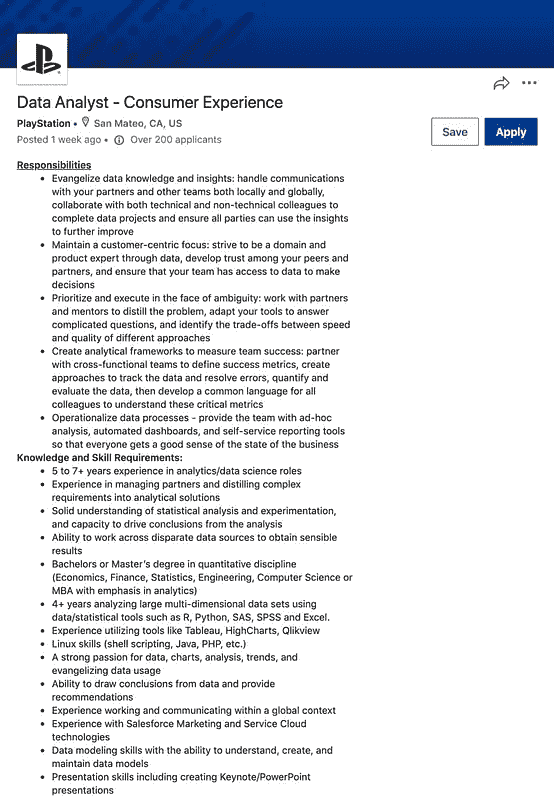 Data Analyst - Consumer Experience
PlayStation • San Mateo, CA, US
Posted 1 week ago • Over 200 applicants
Save
Apply
Responsibilities
• Evangelize data knowledge and insights: handle communications
with your partners and other teams both locally and globally,
collaborate with both technical and non-technical colleagues to
complete data projects and ensure all parties can use the insights
to further improve
• Maintain a customer-centric focus: strive to be a domain and
product expert through data, develop trust among your peers and
partners, and ensure that your team has access to data to make
decisions
• Prioritize and execute in the face of ambiguity: work with partners
and mentors to distill the problem, adapt your tools to answer
complicated questions, and identify the trade-offs between speed
and quality of different approaches
• Create analytical frameworks to measure team success: partner
with cross-functional teams to define success metrics, create
approaches to track the data and resolve errors, quantify and
evaluate the data, then develop a common language for all
colleagues to understand these critical metrics
• Operationalize data processes - provide the team with ad-hoc
analysis, automated dashboards, and self-service reporting tools
so that everyone gets a good sense of the state of the business
Knowledge and Skill Requirements:
• 5 to 7+ years experience in analytics/data science roles
• Experience in managing partners and distilling complex
requirements into analytical solutions
• Solid understanding of statistical analysis and experimentation,
and capacity to drive conclusions from the analysis
• Ability to work across disparate data sources to obtain sensible
results
• Bachelors or Master's degree in quantitative discipline
(Economics, Finance, Statistics, Engineering, Computer Science or
MBA with emphasis in analytics)
• 4+ years analyzing large multi-dimensional data sets using
data/statistical tools such as R, Python, SAS, SPSS and Excel.
• Experience utilizing tools like Tableau, HighCharts, Qlikview
• Linux skills (shell scripting, Java, PHP, etc.)
• A strong passion for data, charts, analysis, trends, and
evangelizing data usage
• Ability to draw conclusions from data and provide
recommendations
• Experience working and communicating within a global context
• Experience with Salesforce Marketing and Service Cloud
technologies
• Data modeling skills with the ability to understand, create, and
maintain data models
• Presentation skills including creating Keynote/PowerPoint
presentations